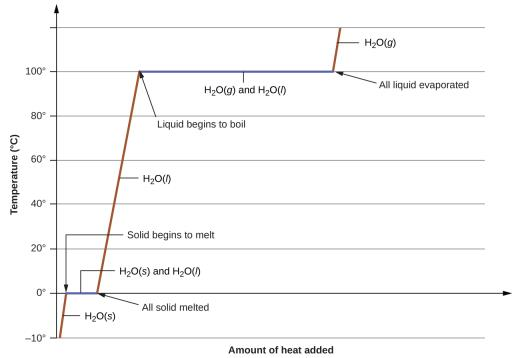 H₂O(g)
100°
All liquid evaporated
H₂O(g) and H₂O(l)
80°
Liquid begins to boil
Temperature (°C)
60°
H₂O(l)
40°
Solid begins to melt
20°
H₂O(s) and H₂O(l)
0°
All solid melted
H₂O(s)
–10°
Amount of heat added